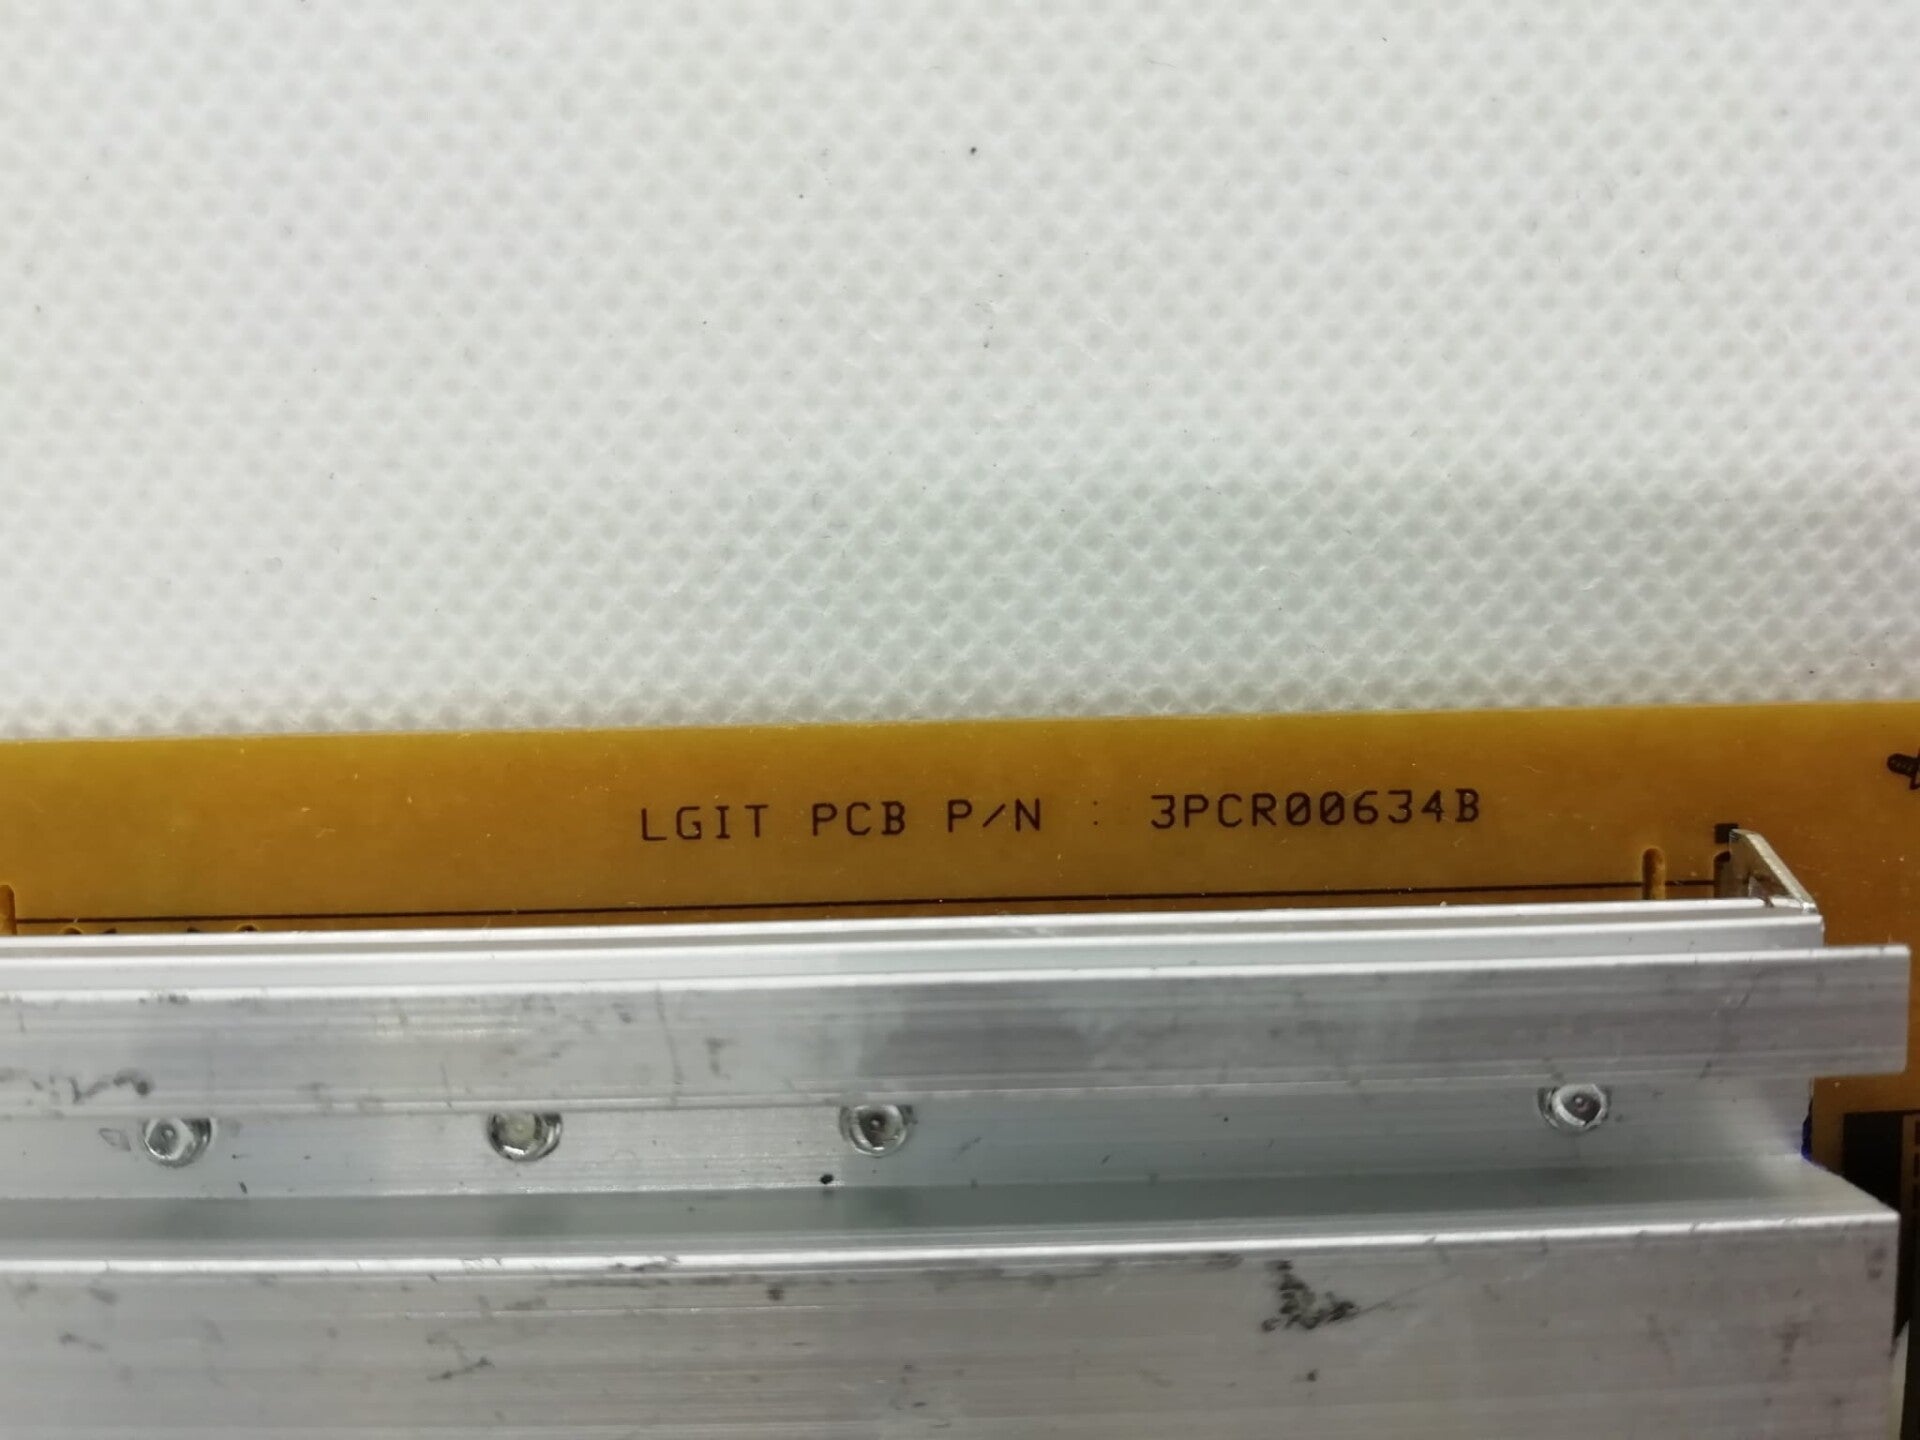 LGIT PCB P/N : 3PCR00634B